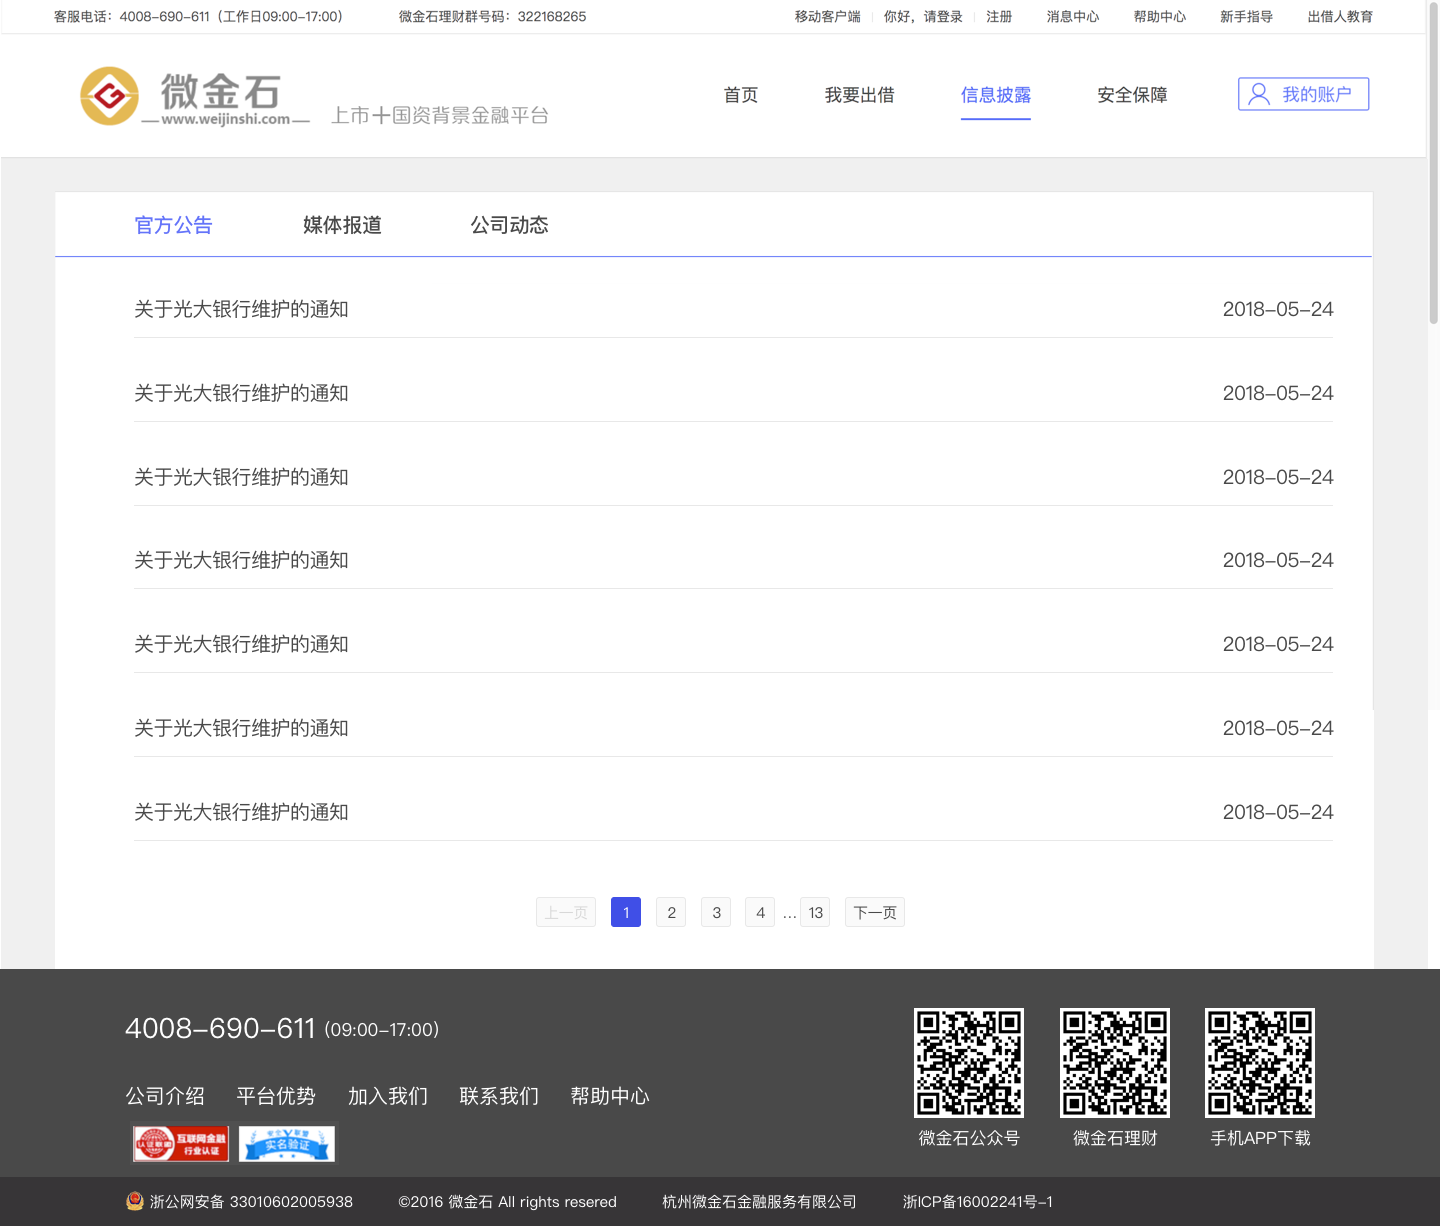 客服电话：4008-690-611（工作日09:00-17:00） 微金石理财群号码：322168265 移动客户端 你好，请登录 注册 消息中心 帮助中心 新手指导 出借人教育
微金石
www.weijinshi.com
上市十国资背景金融平台
首页 我要出借 信息披露 安全保障 我的账户
官方公告 媒体报道 公司动态
关于光大银行维护的通知 2018-05-24
关于光大银行维护的通知 2018-05-24
关于光大银行维护的通知 2018-05-24
关于光大银行维护的通知 2018-05-24
关于光大银行维护的通知 2018-05-24
关于光大银行维护的通知 2018-05-24
关于光大银行维护的通知 2018-05-24
上一页 1 2 3 4 ... 13 下一页
4008-690-611 (09:00-17:00)
公司介绍 平台优势 加入我们 联系我们 帮助中心
认证联盟 互联网金融
行业认证
安全联盟
实名验证
微金石公众号 微金石理财 手机APP下载
浙公网安备 33010602005938 ©2016 微金石 All rights resered 杭州微金石金融服务有限公司 浙ICP备16002241号-1